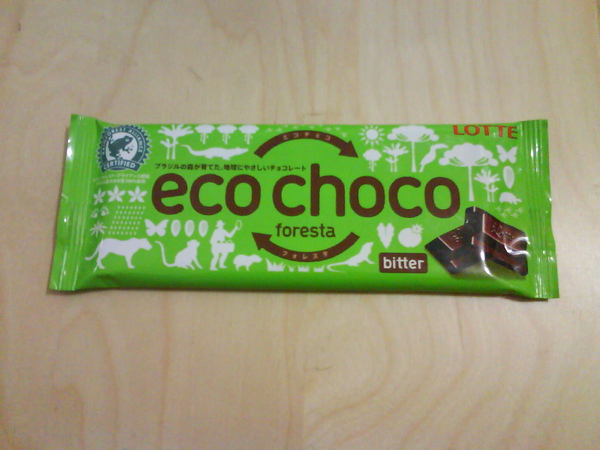 LOTTE
CERTIFIED
エコチョコ
ブラジルの森が育てた、地球にやさしいチョコレート
eco choco
foresta
フォレスタ
bitter